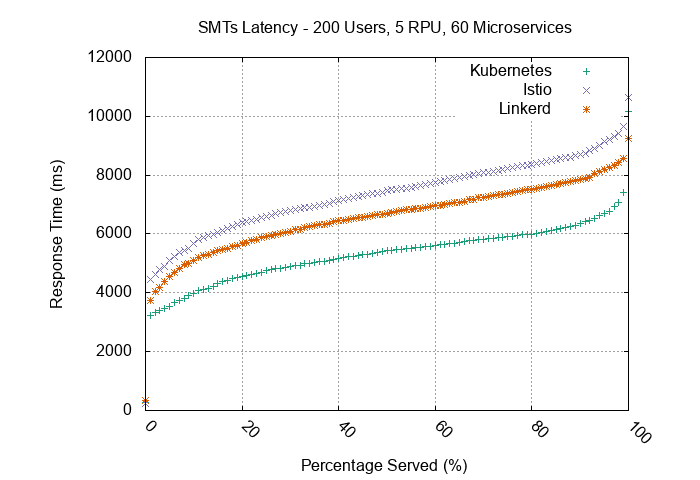 SMTs Latency - 200 Users, 5 RPU, 60 Microservices
Kubernetes
Istio
Linkerd
12000
10000
8000
6000
4000
2000
0
Response Time (ms)
0 20 40 60 80 100
Percentage Served (%)